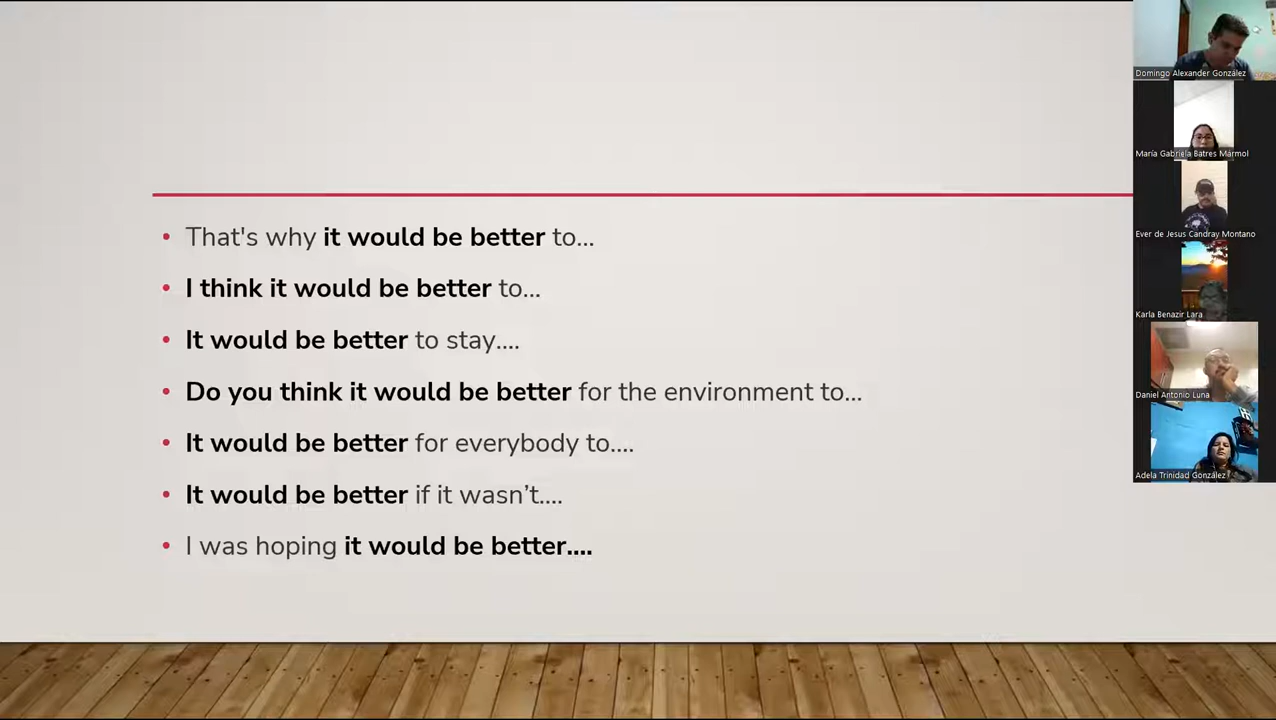 That's why it would be better to...
I think it would be better to...
It would be better to stay....
Do you think it would be better for the environment to...
It would be better for everybody to....
It would be better if it wasn’t....
I was hoping it would be better....
Domingo Alexander González
María Gabriela Batres Mármol
Ever de Jesus Candray Montano
Karla Benazir Lara
Daniel Antonio Luna
Adela Trinidad González